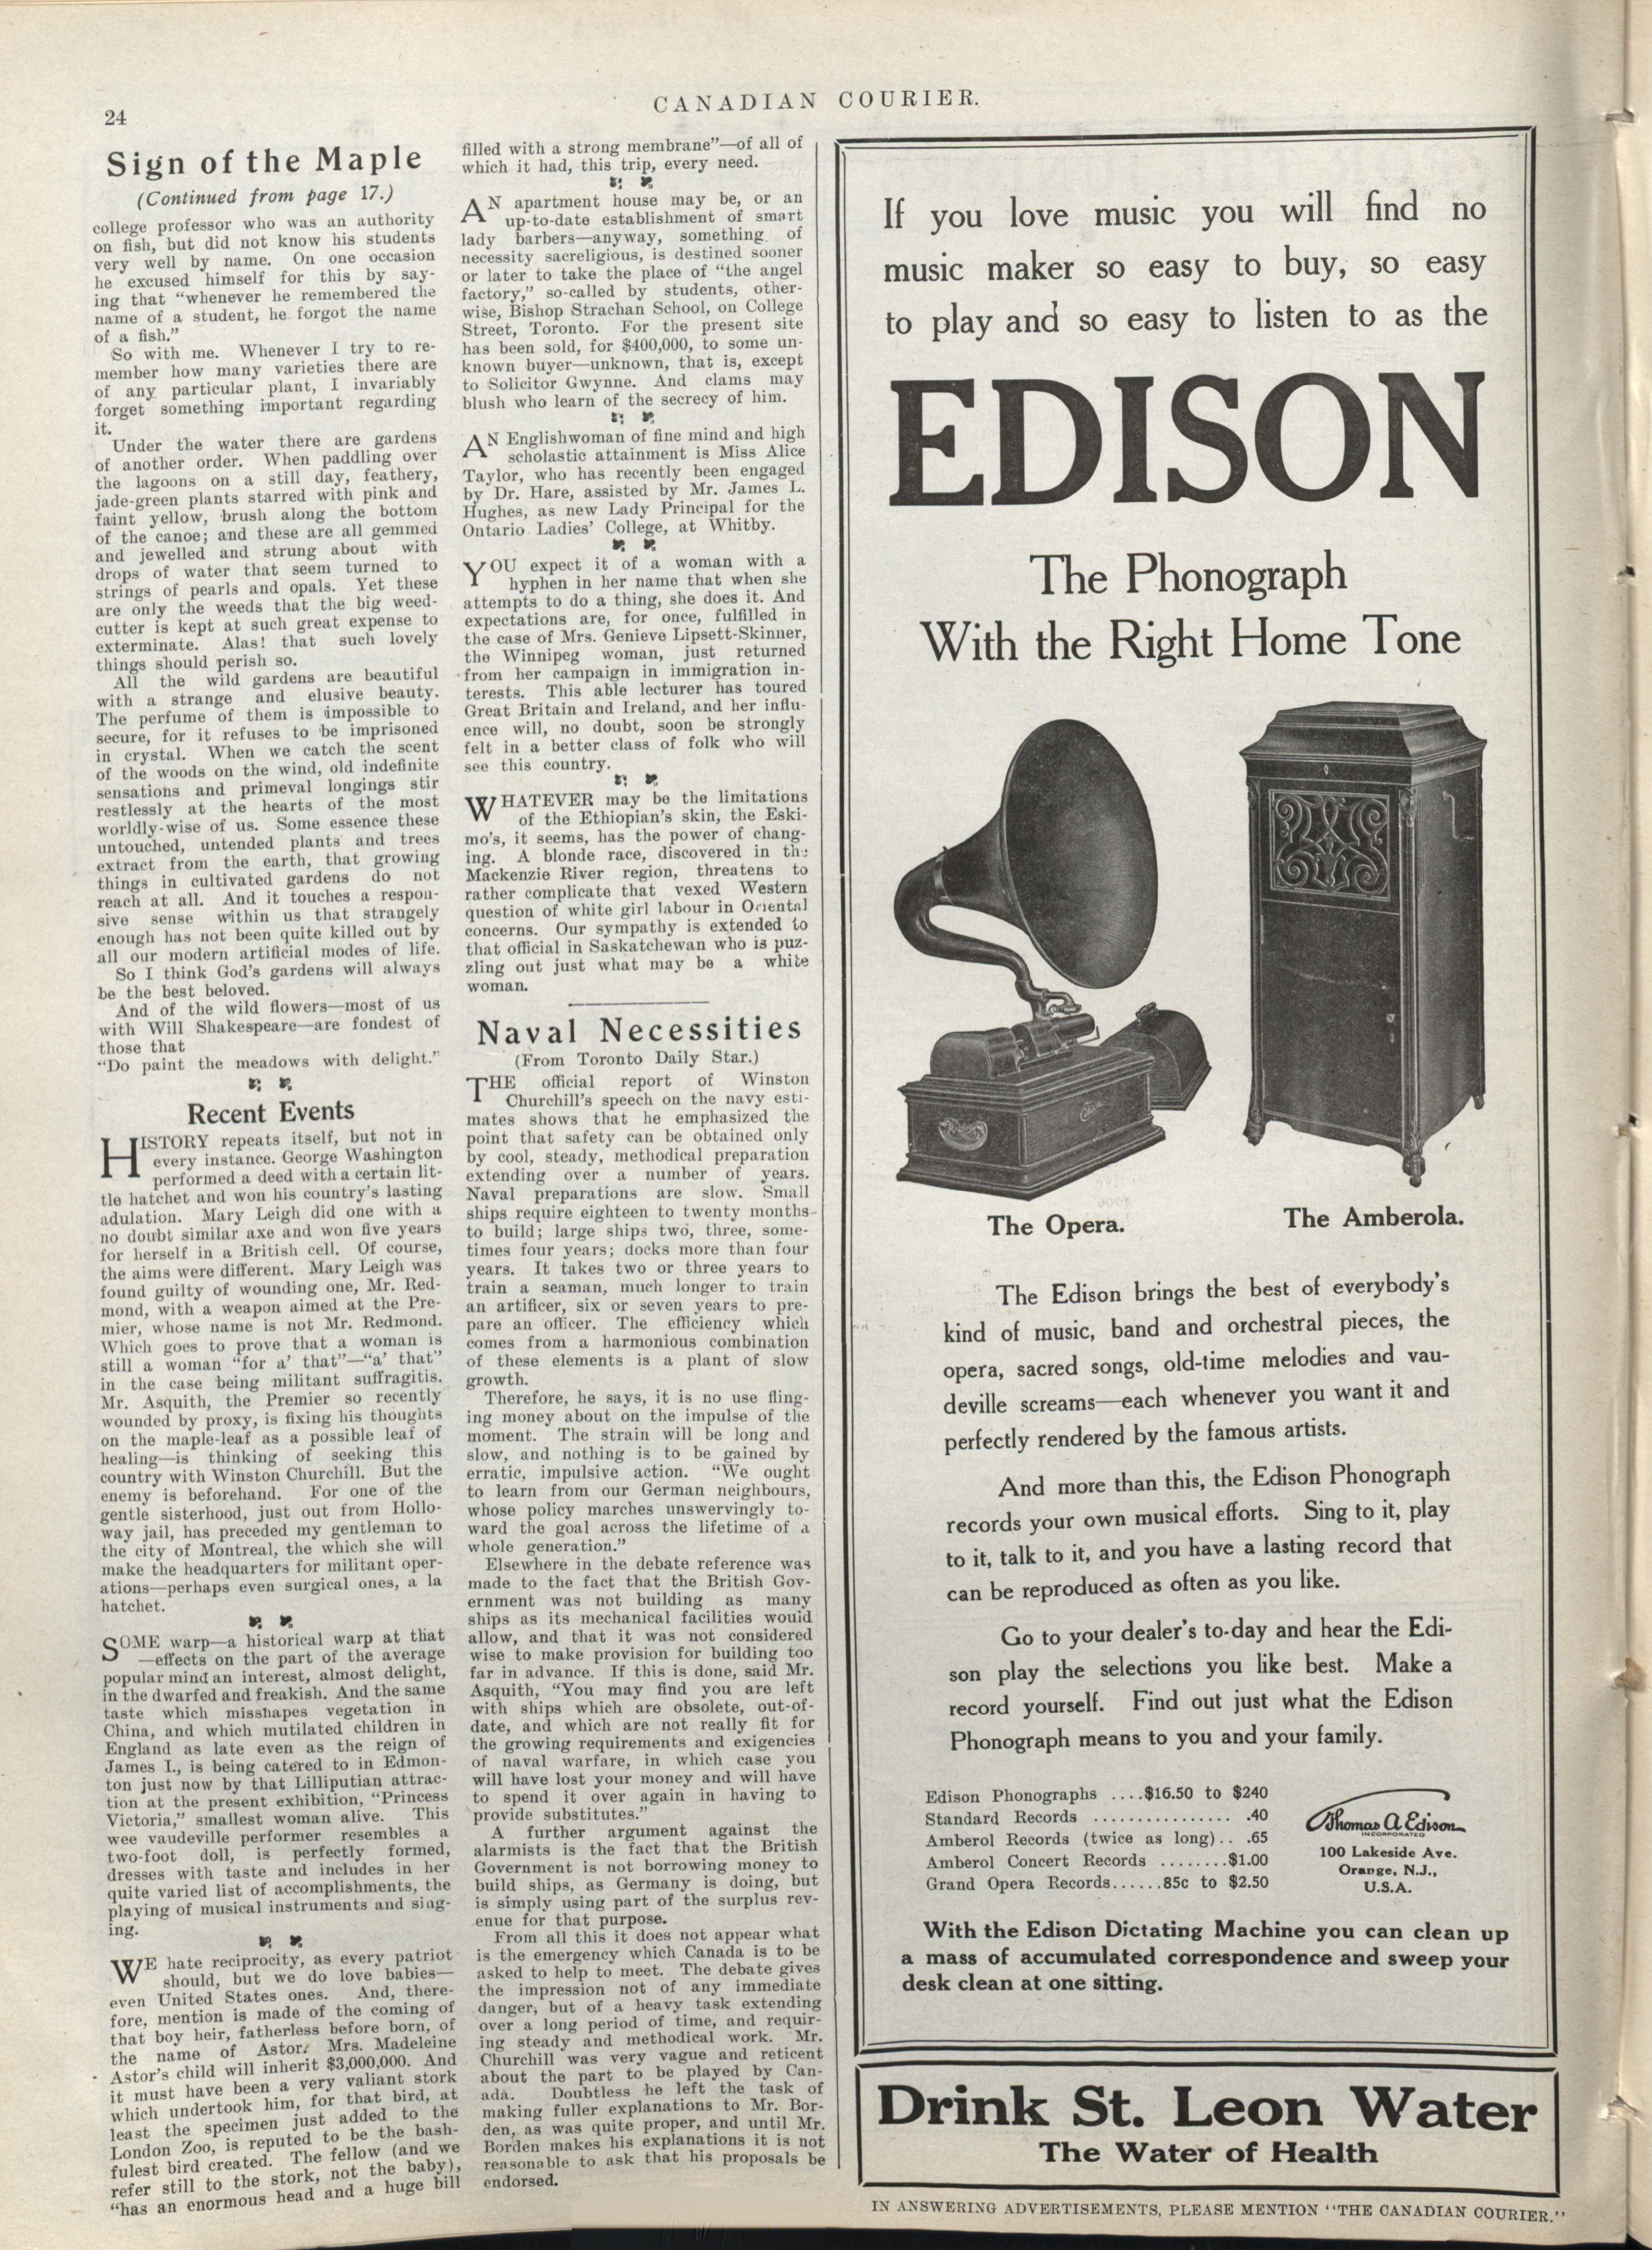 24
CANADIAN COURIER.
Sign of the Maple
(Continued from page 17.)
college professor who was an authority
on fish, but did not know his students
very well by name. On one occasion
he excused himself for this by say-
ing that "whenever he remembered the
name of a student, he forgot the name
of a fish."
So with me. Whenever I try to re-
member how many varieties there are
of any particular plant, I invariably
forget something important regarding
it.
Under the water there are gardens
of another order. When paddling over
the lagoons on a still day, feathery,
jade-green plants starred with pink and
faint yellow, brush along the bottom
of the canoe; and these are all gemmed
and jewelled and strung about with
drops of water that seem turned to
strings of pearls and opals. Yet these
are only the weeds that the big weed-
cutter is kept at such great expense to
exterminate. Alas! that such lovely
things should perish so.
All the wild gardens are beautiful
with a strange and elusive beauty.
The perfume of them is impossible to
secure, for it refuses to be imprisoned
in crystal. When we catch the scent
of the woods on the wind, old indefinite
sensations and primeval longings stir
restlessly at the hearts of the most
worldly-wise of us. Some essence these
untouched, untended plants and trees
extract from the earth, that growing
things in cultivated gardens do not
reach at all. And it touches a respon-
sive sense within us that strangely
enough has not been quite killed out by
all our modern artificial modes of life.
So I think God's gardens will always
be the best beloved.
And of the wild flowers—most of us
with Will Shakespeare—are fondest of
those that
"Do paint the meadows with delight."
Recent Events
HISTORY repeats itself, but not in
every instance. George Washington
performed a deed with a certain lit-
tle hatchet and won his country's lasting
adulation. Mary Leigh did one with a
no doubt similar axe and won five years
for herself in a British cell. Of course,
the aims were different. Mary Leigh was
found guilty of wounding one, Mr. Red-
mond, with a weapon aimed at the Pre-
mier, whose name is not Mr. Redmond.
Which goes to prove that a woman is
still a woman "for a' that"—"a' that"
in the case being militant suffragitis.
Mr. Asquith, the Premier so recently
wounded by proxy, is fixing his thoughts
on the maple-leaf as a possible leaf of
healing—is thinking of seeking this
country with Winston Churchill. But the
enemy is beforehand. For one of the
gentle sisterhood, just out from Hollo-
way jail, has preceded my gentleman to
the city of Montreal, the which she will
make the headquarters for militant oper-
ations—perhaps even surgical ones, a la
hatchet.
SOME warp—a historical warp at that
—effects on the part of the average
popular mind an interest, almost delight,
in the dwarfed and freakish. And the same
taste which misshapes vegetation in
China, and which mutilated children in
England as late even as the reign of
James I., is being catered to in Edmon-
ton just now by that Lilliputian attrac-
tion at the present exhibition, "Princess
Victoria," smallest woman alive. This
wee vaudeville performer resembles a
two-foot doll, is perfectly formed,
dresses with taste and includes in her
quite varied list of accomplishments, the
playing of musical instruments and sing-
ing.
WE hate reciprocity, as every patriot
should, but we do love babies—
even United States ones. And, there-
fore, mention is made of the coming of
that boy heir, fatherless before born, of
the name of Astor. Mrs. Madeleine
Astor's child will inherit $3,000,000. And
it must have been a very valiant stork
which undertook him, for that bird, at
least the specimen just added to the
London Zoo, is reputed to be the bash-
fulest bird created. The fellow (and we
refer still to the stork, not the baby),
"has an enormous head and a huge bill
filled with a strong membrane"—of all of
which it had, this trip, every need.
AN apartment house may be, or an
up-to-date establishment of smart
lady barbers—anyway, something of
necessity sacreligious, is destined sooner
or later to take the place of "the angel
factory," so-called by students, other-
wise, Bishop Strachan School, on College
Street, Toronto. For the present site
has been sold, for $400,000, to some un-
known buyer—unknown, that is, except
to Solicitor Gwynne. And clams may
blush who learn of the secrecy of him.
AN Englishwoman of fine mind and high
scholastic attainment is Miss Alice
Taylor, who has recently been engaged
by Dr. Hare, assisted by Mr. James L.
Hughes, as new Lady Principal for the
Ontario Ladies' College, at Whitby.
YOU expect it of a woman with a
hyphen in her name that when she
attempts to do a thing, she does it. And
expectations are, for once, fulfilled in
the case of Mrs. Genieve Lipsett-Skinner,
the Winnipeg woman, just returned
from her campaign in immigration in-
terests. This able lecturer has toured
Great Britain and Ireland, and her influ-
ence will, no doubt, soon be strongly
felt in a better class of folk who will
see this country.
WHATEVER may be the limitations
of the Ethiopian's skin, the Eski-
mo's, it seems, has the power of chang-
ing. A blonde race, discovered in the
Mackenzie River region, threatens to
rather complicate that vexed Western
question of white girl labour in Oriental
concerns. Our sympathy is extended to
that official in Saskatchewan who is puz-
zling out just what may be a white
woman.
Naval Necessities
(From Toronto Daily Star.)
THE official report of Winston
Churchill's speech on the navy esti-
mates shows that he emphasized the
point that safety can be obtained only
by cool, steady, methodical preparation
extending over a number of years.
Naval preparations are slow. Small
ships require eighteen to twenty months
to build; large ships two, three, some-
times four years; docks more than four
years. It takes two or three years to
train a seaman, much longer to train
an artificer, six or seven years to pre-
pare an officer. The efficiency which
comes from a harmonious combination
of these elements is a plant of slow
growth.
Therefore, he says, it is no use fling-
ing money about on the impulse of the
moment. The strain will be long and
slow, and nothing is to be gained by
erratic, impulsive action. "We ought
to learn from our German neighbours,
whose policy marches unswervingly to-
ward the goal across the lifetime of a
whole generation."
Elsewhere in the debate reference was
made to the fact that the British Gov-
ernment was not building as many
ships as its mechanical facilities would
allow, and that it was not considered
wise to make provision for building too
far in advance. If this is done, said Mr.
Asquith, "You may find you are left
with ships which are obsolete, out-of-
date, and which are not really fit for
the growing requirements and exigencies
of naval warfare, in which case you
will have lost your money and will have
to spend it over again in having to
provide substitutes."
A further argument against the
alarmists is the fact that the British
Government is not borrowing money to
build ships, as Germany is doing, but
is simply using part of the surplus rev-
enue for that purpose.
From all this it does not appear what
is the emergency which Canada is to be
asked to help to meet. The debate gives
the impression not of any immediate
danger, but of a heavy task extending
over a long period of time, and requir-
ing steady and methodical work. Mr.
Churchill was very vague and reticent
about the part to be played by Can-
ada. Doubtless he left the task of
making fuller explanations to Mr. Bor-
den, as was quite proper, and until Mr.
Borden makes his explanations it is not
reasonable to ask that his proposals be
endorsed.
If you love music you will find no
music maker so easy to buy, so easy
to play and so easy to listen to as the
EDISON
The Phonograph
With the Right Home Tone
Edison
The Opera.
The Amberola.
The Edison brings the best of everybody's
kind of music, band and orchestral pieces, the
opera, sacred songs, old-time melodies and vau-
deville screams—each whenever you want it and
perfectly rendered by the famous artists.
And more than this, the Edison Phonograph
records your own musical efforts. Sing to it, play
to it, talk to it, and you have a lasting record that
can be reproduced as often as you like.
Go to your dealer's to-day and hear the Edi-
son play the selections you like best. Make a
record yourself. Find out just what the Edison
Phonograph means to you and your family.
Edison Phonographs ....$16.50 to $240
Standard Records ................ .40
Amberol Records (twice as long).. .65
Amberol Concert Records ........$1.00
Grand Opera Records......85c to $2.50
Thomas A Edison
INCORPORATED
100 Lakeside Ave.
Orange, N.J.,
U.S.A.
With the Edison Dictating Machine you can clean up
a mass of accumulated correspondence and sweep your
desk clean at one sitting.
Drink St. Leon Water
The Water of Health
IN ANSWERING ADVERTISEMENTS, PLEASE MENTION "THE CANADIAN COURIER."